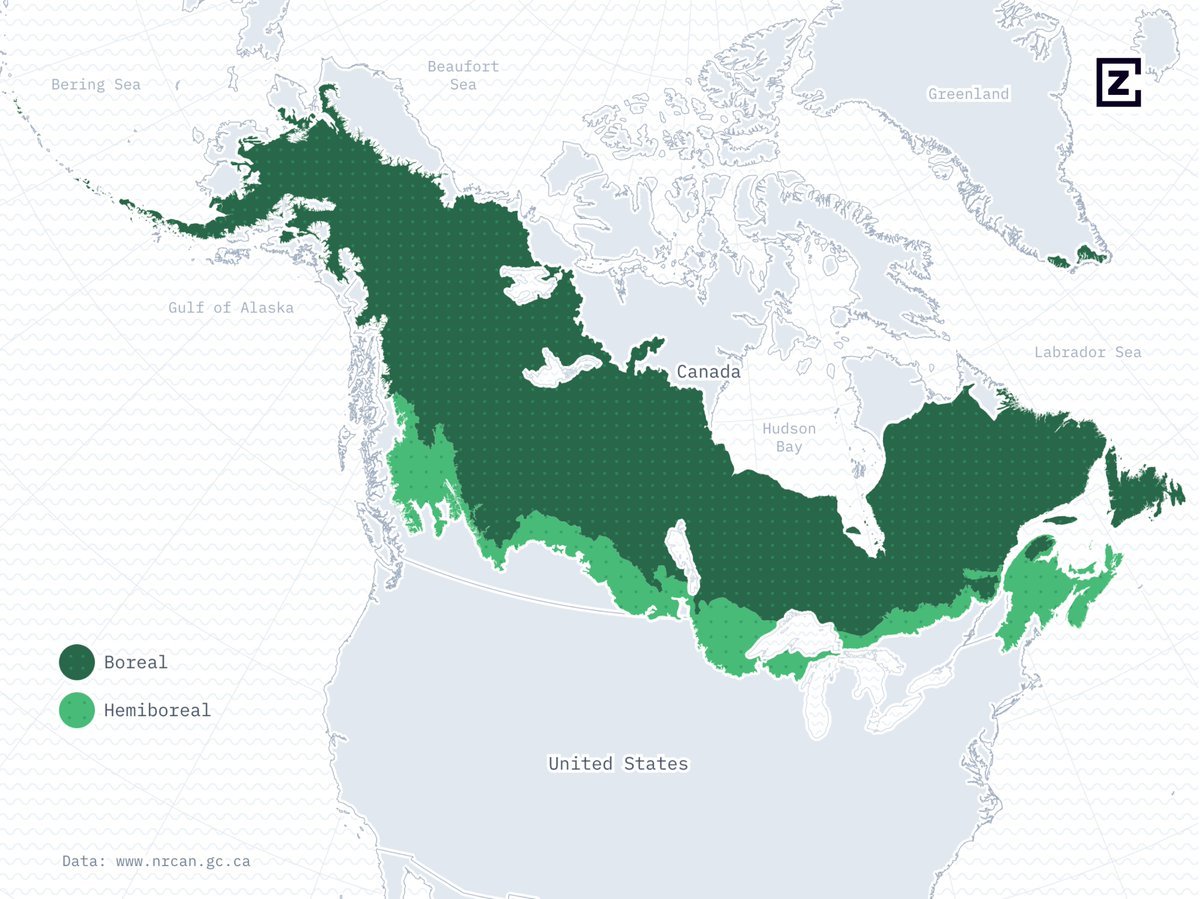 Bering Sea
Beaufort
Sea
Greenland
Z
Gulf of Alaska
Labrador Sea
Canada
Hudson
Bay
Boreal
Hemiboreal
United States
Data: www.nrcan.gc.ca